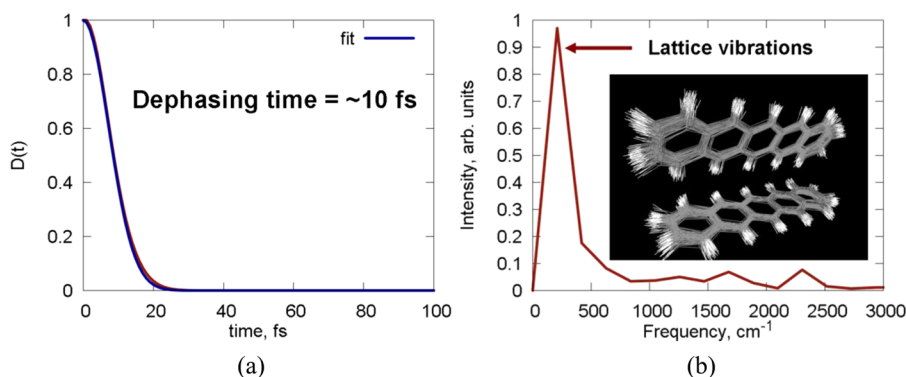 fit
Dephasing time = ~10 fs
D(t)
1
0.8
0.6
0.4
0.2
0
0 20 40 60 80 100
time, fs
(a)
Lattice vibrations
Intensity, arb. units
1
0.9
0.8
0.7
0.6
0.5
0.4
0.3
0.2
0.1
0
0 500 1000 1500 2000 2500 3000
Frequency, cm⁻¹
(b)